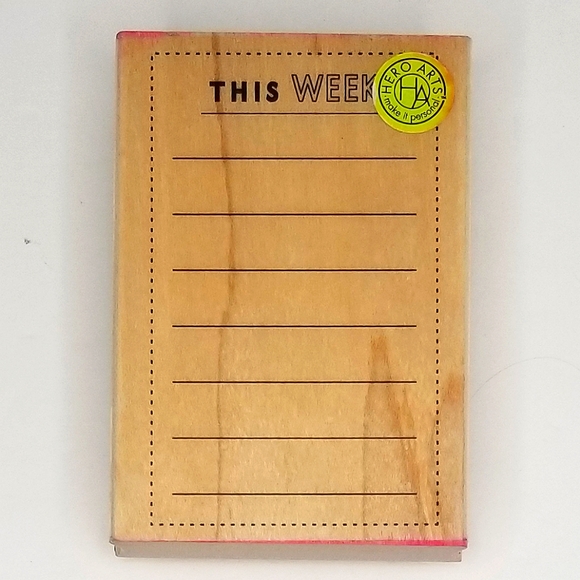 THIS WEEK
HERO ARTS
HA
make it personal